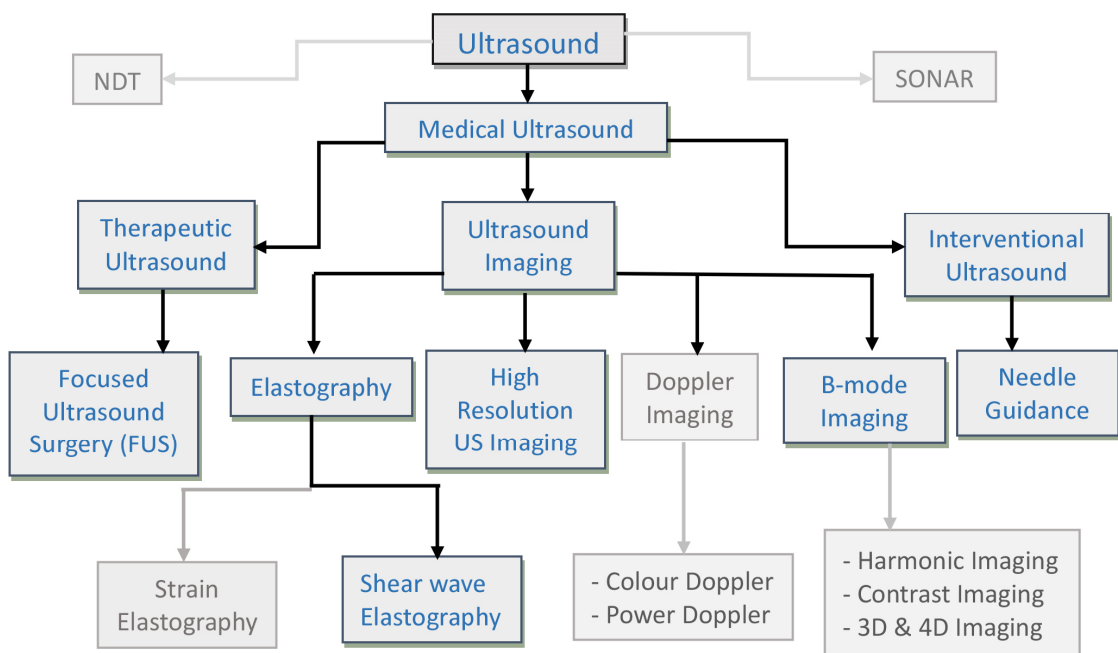 Ultrasound
NDT
SONAR
Medical Ultrasound
Therapeutic
Ultrasound
Ultrasound
Imaging
Interventional
Ultrasound
Focused
Ultrasound
Surgery (FUS)
Elastography
High
Resolution
US Imaging
Doppler
Imaging
B-mode
Imaging
Needle
Guidance
Strain
Elastography
Shear wave
Elastography
- Colour Doppler
- Power Doppler
- Harmonic Imaging
- Contrast Imaging
- 3D & 4D Imaging